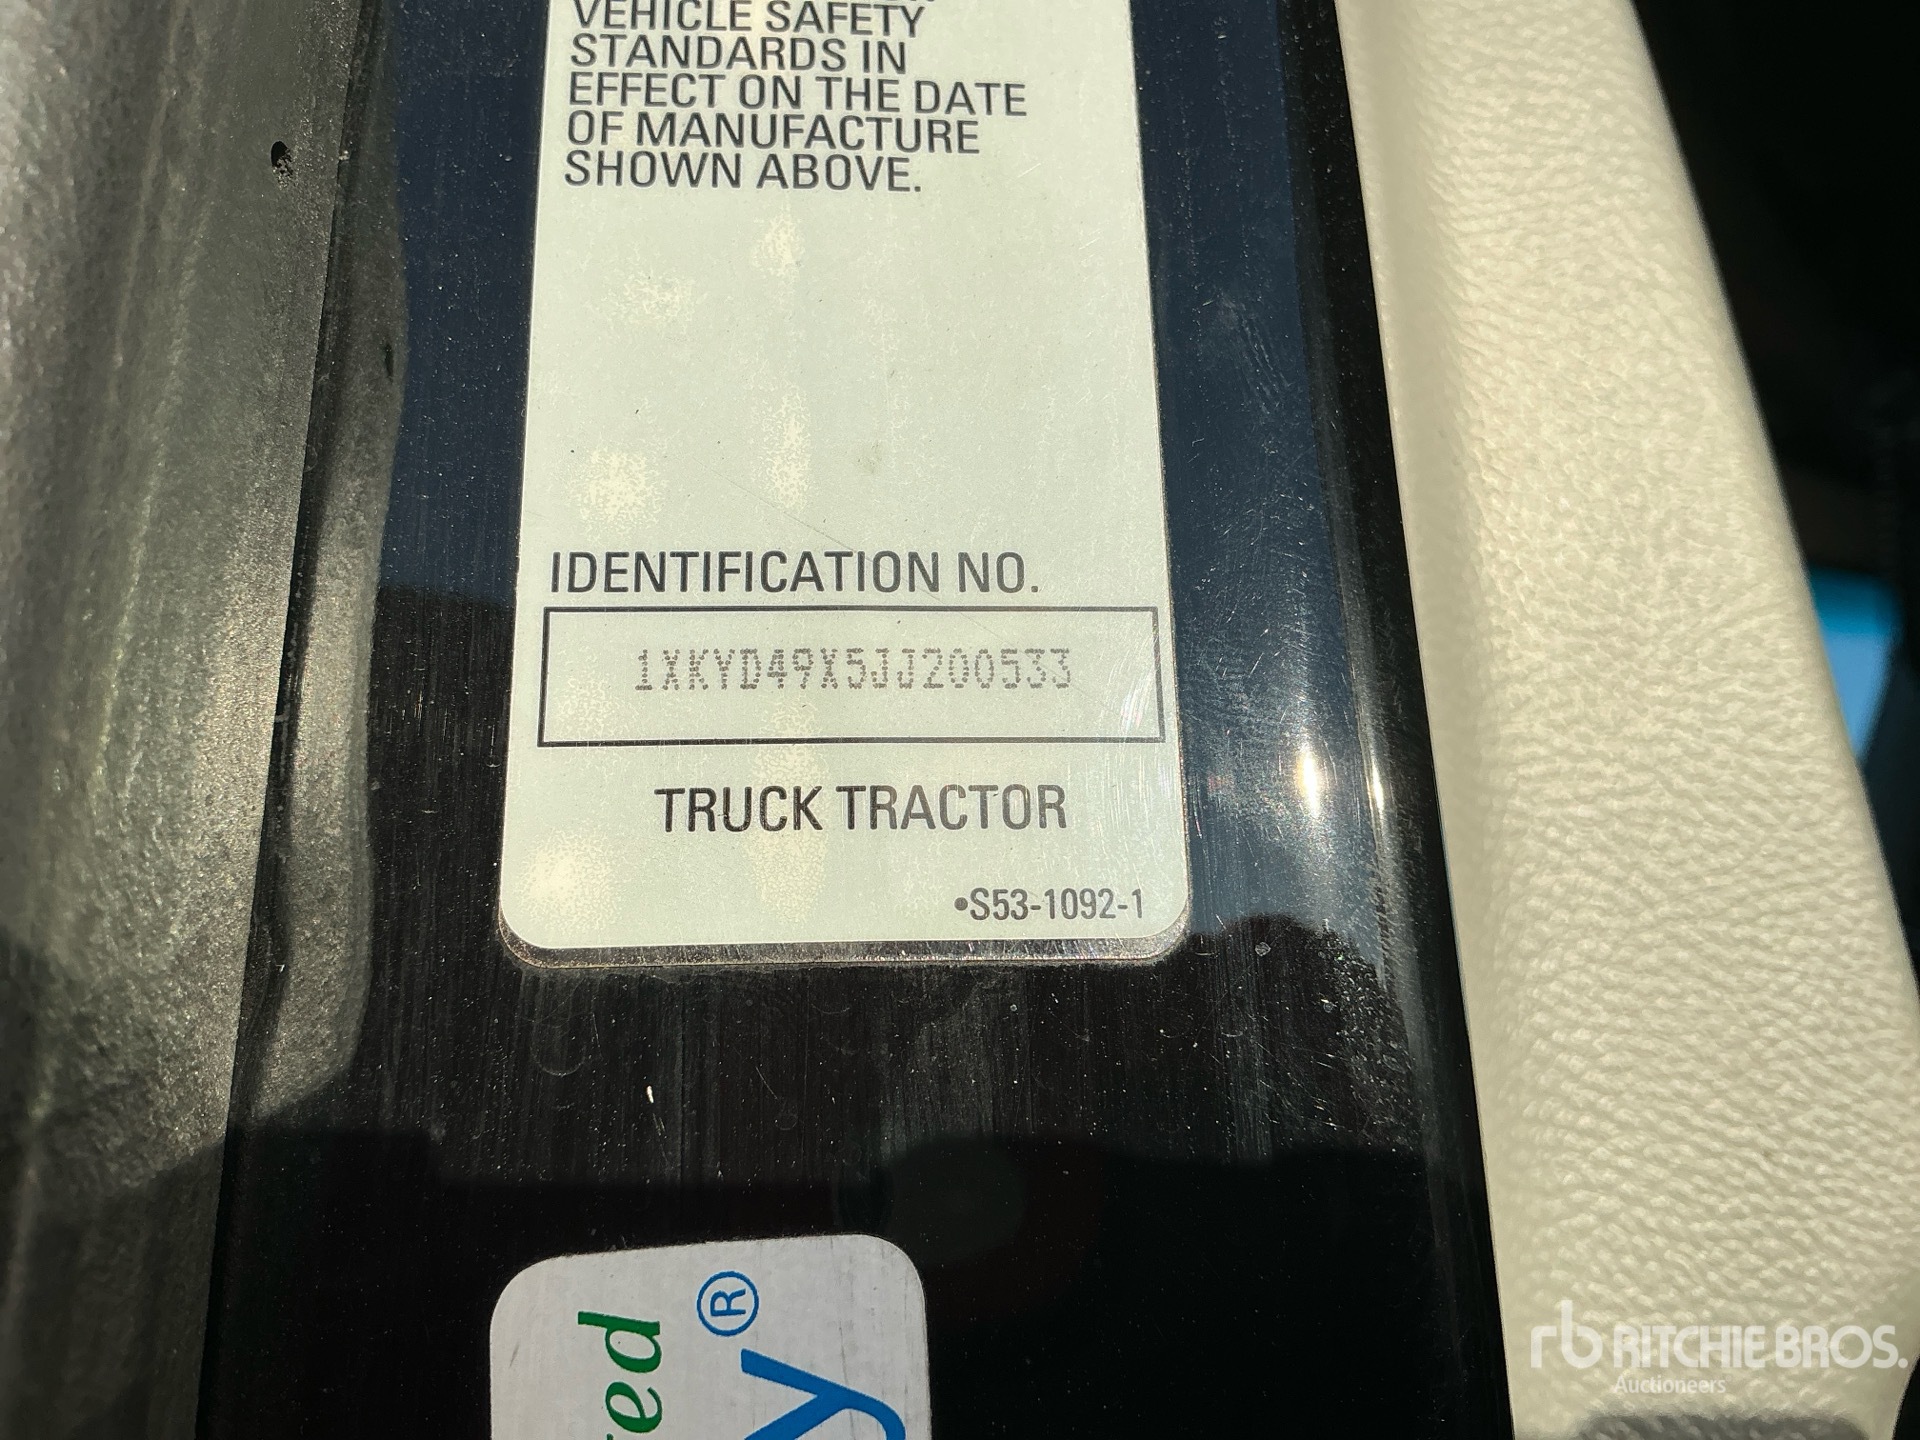 VEHICLE SAFETY
STANDARDS IN
EFFECT ON THE DATE
OF MANUFACTURE
SHOWN ABOVE.
IDENTIFICATION NO.
1XKYD49X5JJ200533
TRUCK TRACTOR
•S53-1092-1
®
rb RITCHIE BROS.
Auctioneers